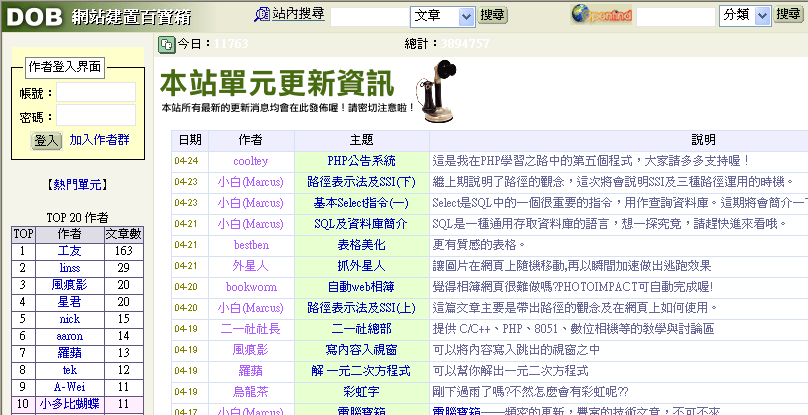 DOB 網站建置百寶箱 站內搜尋 文章 搜尋 Openfind 分類 搜尋
今日：11763 總計：3894757
作者登入界面
帳號：
密碼：
登入 加入作者群
【熱門單元】
TOP 20 作者
TOP 作者 文章數
1 工友 163
2 linss 29
3 風痕影 20
4 星君 20
5 nick 15
6 aaron 14
7 羅蘋 13
8 tek 12
9 A-Wei 11
10 小多比蝴蝶 11
本站單元更新資訊
本站所有最新的更新消息均會在此發佈喔！請密切注意啦！
日期 作者 主題 說明
04-24 cooltey PHP公告系統 這是我在PHP學習之路中的第五個程式，大家請多多支持喔！
04-23 小白(Marcus) 路徑表示法及SSI(下) 繼上期說明了路徑的觀念，這次將會說明SSI及三種路徑運用的時機。
04-23 小白(Marcus) 基本Select指令(一) Select是SQL中的一個很重要的指令，用作查詢資料庫。這期將會簡介一
04-21 小白(Marcus) SQL及資料庫簡介 SQL是一種通用存取資料庫的語言，想一探究竟，請趕快進來看哦。
04-21 bestben 表格美化 更有質感的表格。
04-21 外星人 抓外星人 讓圖片在網頁上隨機移動,再以瞬間加速做出逃跑效果
04-20 bookworm 自動web相簿 覺得相簿網頁很難做嗎?PHOTOIMPACT可自動完成喔!
04-20 小白(Marcus) 路徑表示法及SSI(上) 這篇文章主要是帶出路徑的觀念及在網頁上如何使用。
04-19 二一社社長 二一社總部 提供 C/C++、PHP、8051、數位相機等的教學與討論區
04-19 風痕影 寫內容入視窗 可以將內容寫入跳出的視窗之中
04-19 羅蘋 解 一元二次方程式 可以幫你解出一元二次方程式
04-19 烏龍茶 彩虹字 剛下過雨了嗎?不然怎麼會有彩虹呢??
04-17 小白(Marcus) 電腦寶箱 電腦寶箱——頻密的更新，豐富的技術文章，不可不來